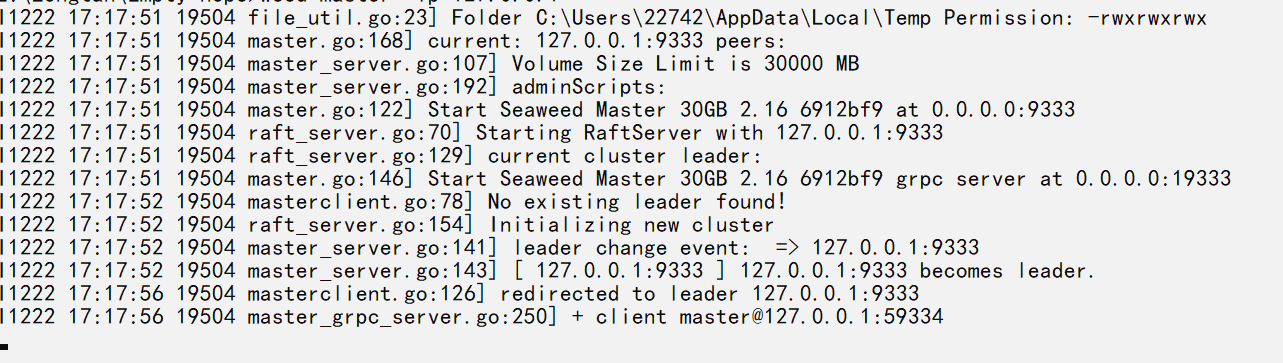 I1222 17:17:51 19504 file_util.go:23] Folder C:\Users\22742\AppData\Local\Temp Permission: -rwxrwxrwx
I1222 17:17:51 19504 master.go:168] current: 127.0.0.1:9333 peers:
I1222 17:17:51 19504 master_server.go:107] Volume Size Limit is 30000 MB
I1222 17:17:51 19504 master_server.go:192] adminScripts:
I1222 17:17:51 19504 master.go:122] Start Seaweed Master 30GB 2.16 6912bf9 at 0.0.0.0:9333
I1222 17:17:51 19504 raft_server.go:70] Starting RaftServer with 127.0.0.1:9333
I1222 17:17:51 19504 raft_server.go:129] current cluster leader:
I1222 17:17:51 19504 master.go:146] Start Seaweed Master 30GB 2.16 6912bf9 grpc server at 0.0.0.0:19333
I1222 17:17:52 19504 masterclient.go:78] No existing leader found!
I1222 17:17:52 19504 raft_server.go:154] Initializing new cluster
I1222 17:17:52 19504 master_server.go:141] leader change event:  => 127.0.0.1:9333
I1222 17:17:52 19504 master_server.go:143] [ 127.0.0.1:9333 ] 127.0.0.1:9333 becomes leader.
I1222 17:17:56 19504 masterclient.go:126] redirected to leader 127.0.0.1:9333
I1222 17:17:56 19504 master_grpc_server.go:250] + client master@127.0.0.1:59334